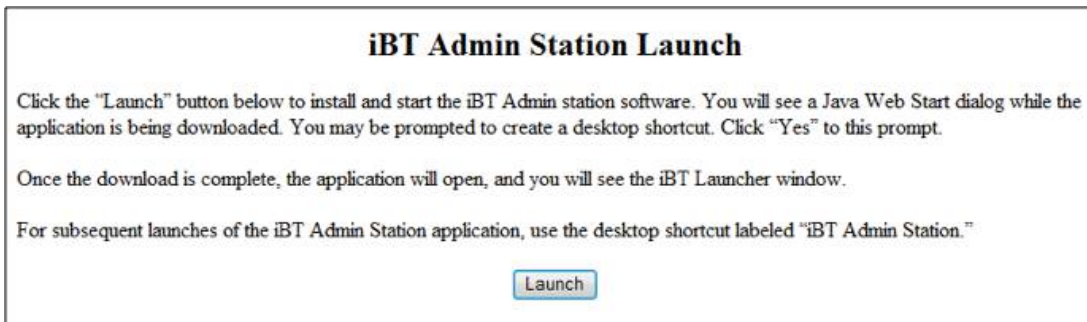 iBT Admin Station Launch
Click the “Launch” button below to install and start the iBT Admin station software. You will see a Java Web Start dialog while the
application is being downloaded. You may be prompted to create a desktop shortcut. Click “Yes” to this prompt.
Once the download is complete, the application will open, and you will see the iBT Launcher window.
For subsequent launches of the iBT Admin Station application, use the desktop shortcut labeled “iBT Admin Station.”
Launch